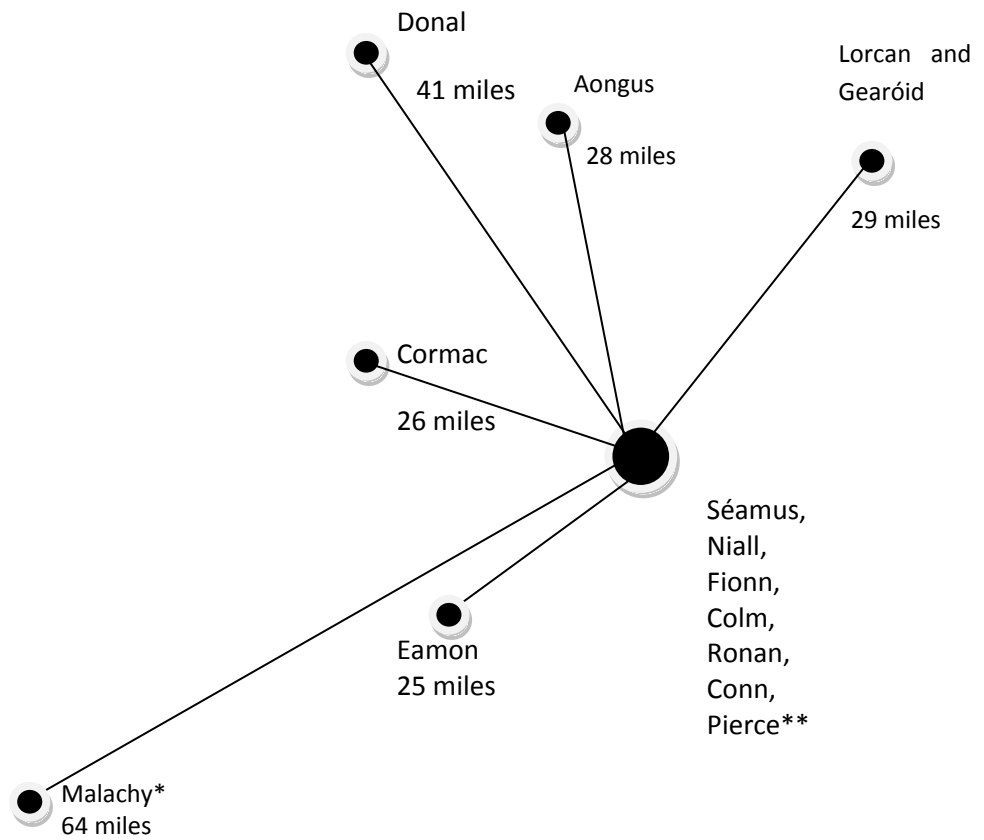 Donal
41 miles
Aongus
28 miles
Lorcan and
Gearóid
29 miles
Cormac
26 miles
Séamus,
Niall,
Fionn,
Colm,
Ronan,
Conn,
Pierce**
Eamon
25 miles
Malachy*
64 miles